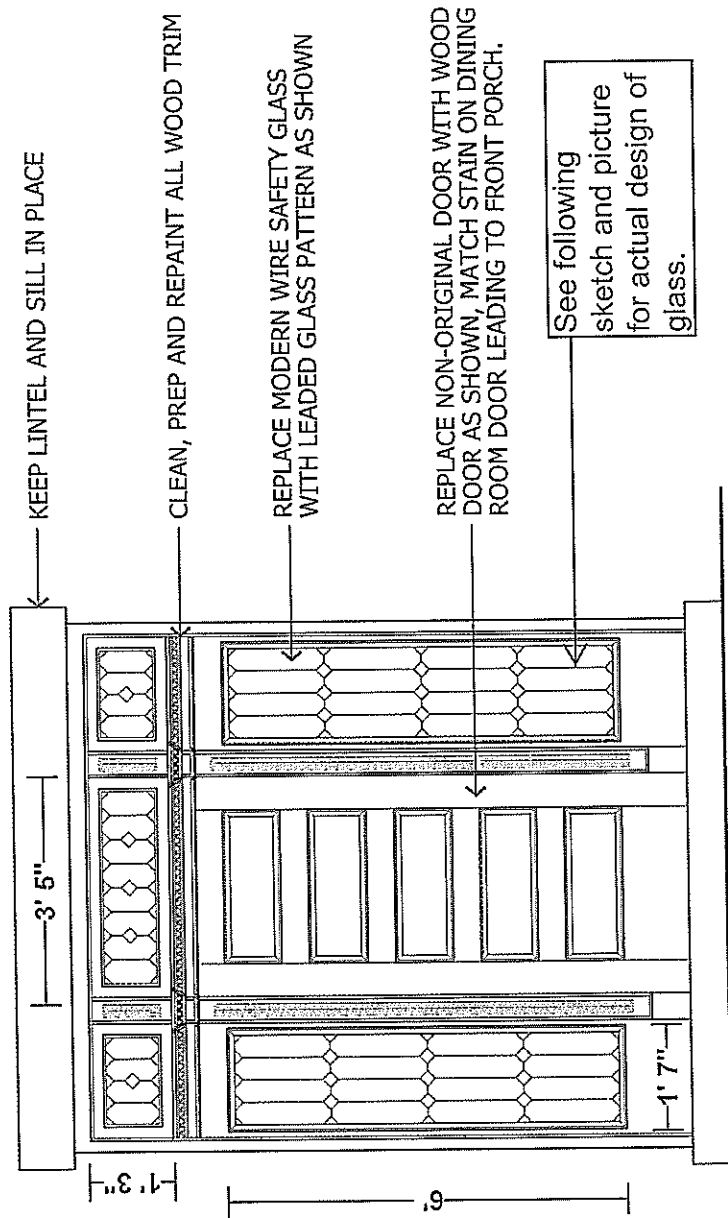 KEEP LINTEL AND SILL IN PLACE
CLEAN, PREP AND REPAINT ALL WOOD TRIM
REPLACE MODERN WIRE SAFETY GLASS
WITH LEADED GLASS PATTERN AS SHOWN
REPLACE NON-ORIGINAL DOOR WITH WOOD
DOOR AS SHOWN, MATCH STAIN ON DINING
ROOM DOOR LEADING TO FRONT PORCH.
See following
sketch and picture
for actual design of
glass.
3' 5"
1' 3"
6'
1' 7"